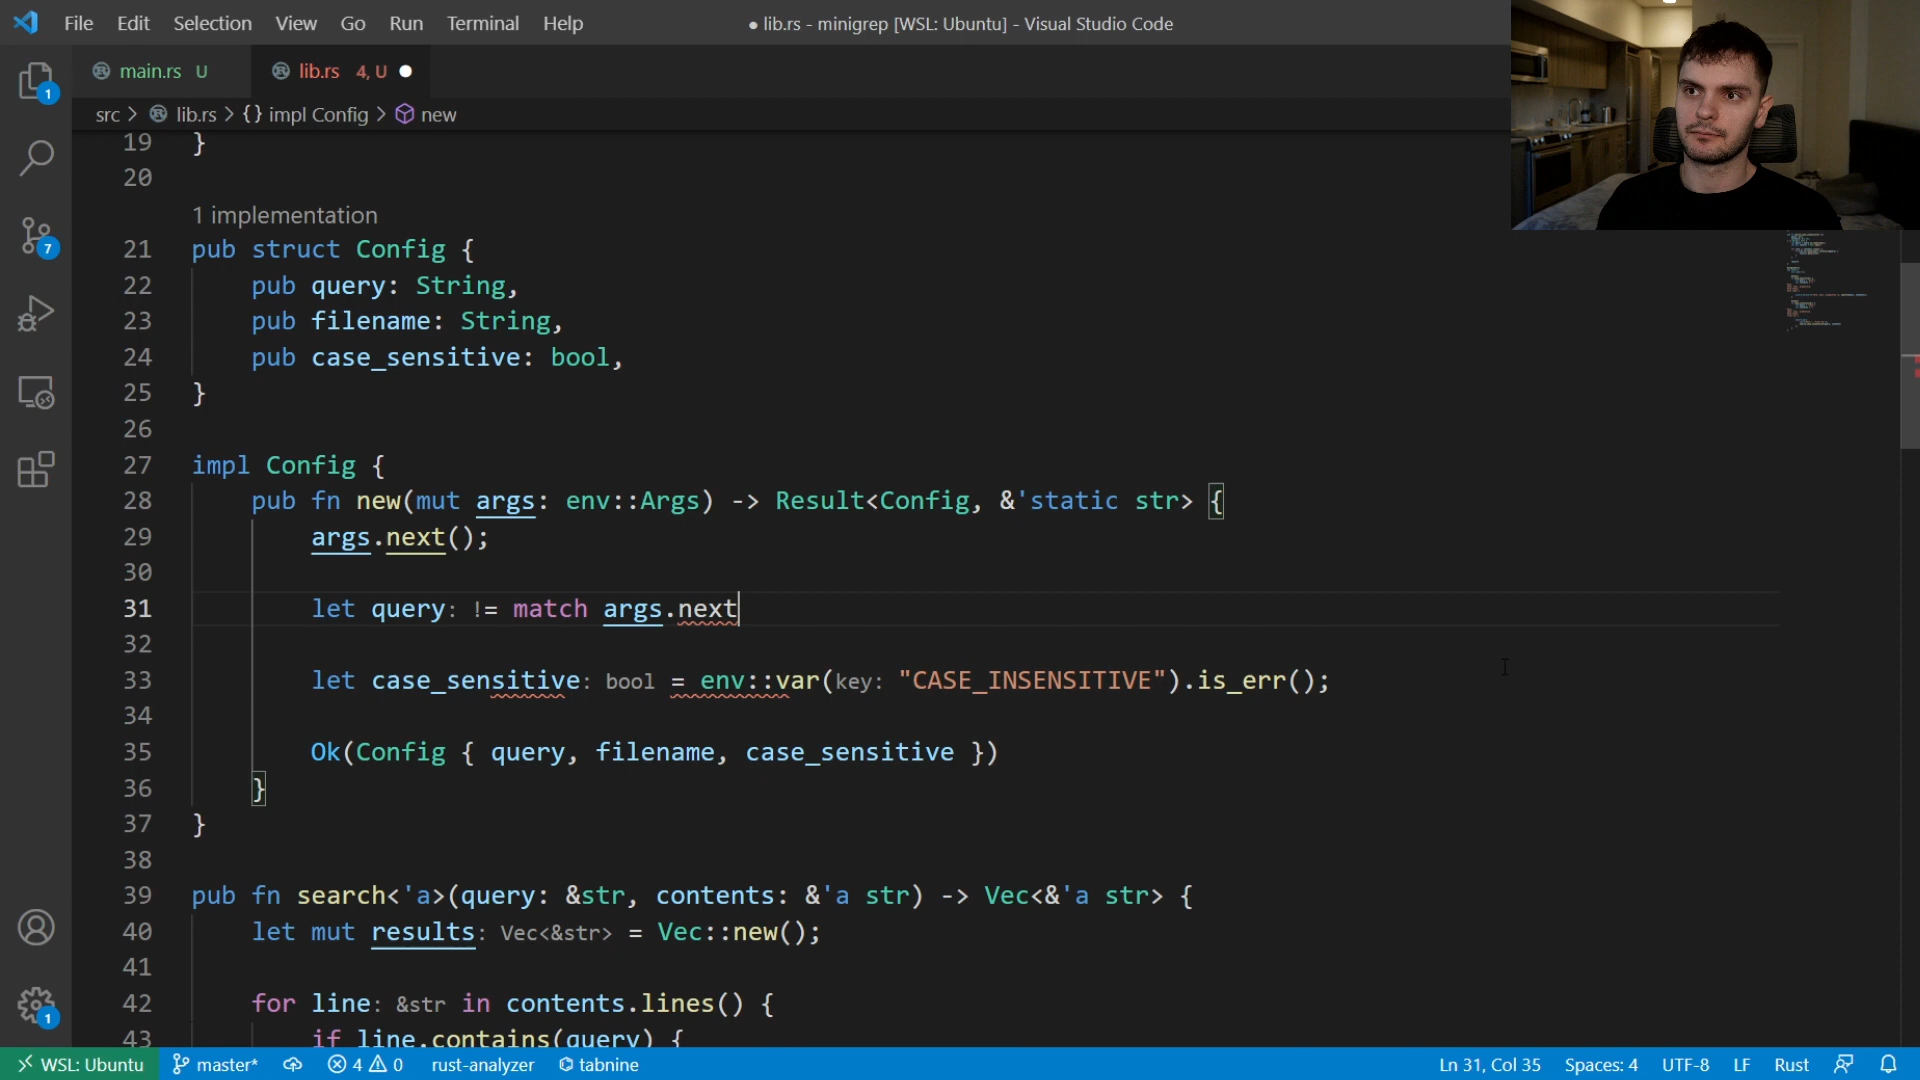 File Edit Selection View Go Run Terminal Help
● lib.rs - minigrep [WSL: Ubuntu] - Visual Studio Code
main.rs U
lib.rs 4, U
src > lib.rs > {} impl Config > new
19 }
20
1 implementation
21 pub struct Config {
22 pub query: String,
23 pub filename: String,
24 pub case_sensitive: bool,
25 }
26
27 impl Config {
28 pub fn new(mut args: env::Args) -> Result<Config, &'static str> {
29 args.next();
30
31 let query: != match args.next
32
33 let case_sensitive: bool = env::var(key: "CASE_INSENSITIVE").is_err();
34
35 Ok(Config { query, filename, case_sensitive })
36 }
37 }
38
39 pub fn search<'a>(query: &str, contents: &'a str) -> Vec<&'a str> {
40 let mut results: Vec<&str> = Vec::new();
41
42 for line: &str in contents.lines() {
43 if line.contains(query) {
1
7
1
WSL: Ubuntu master* 4 0 rust-analyzer tabnine Ln 31, Col 35 Spaces: 4 UTF-8 LF Rust